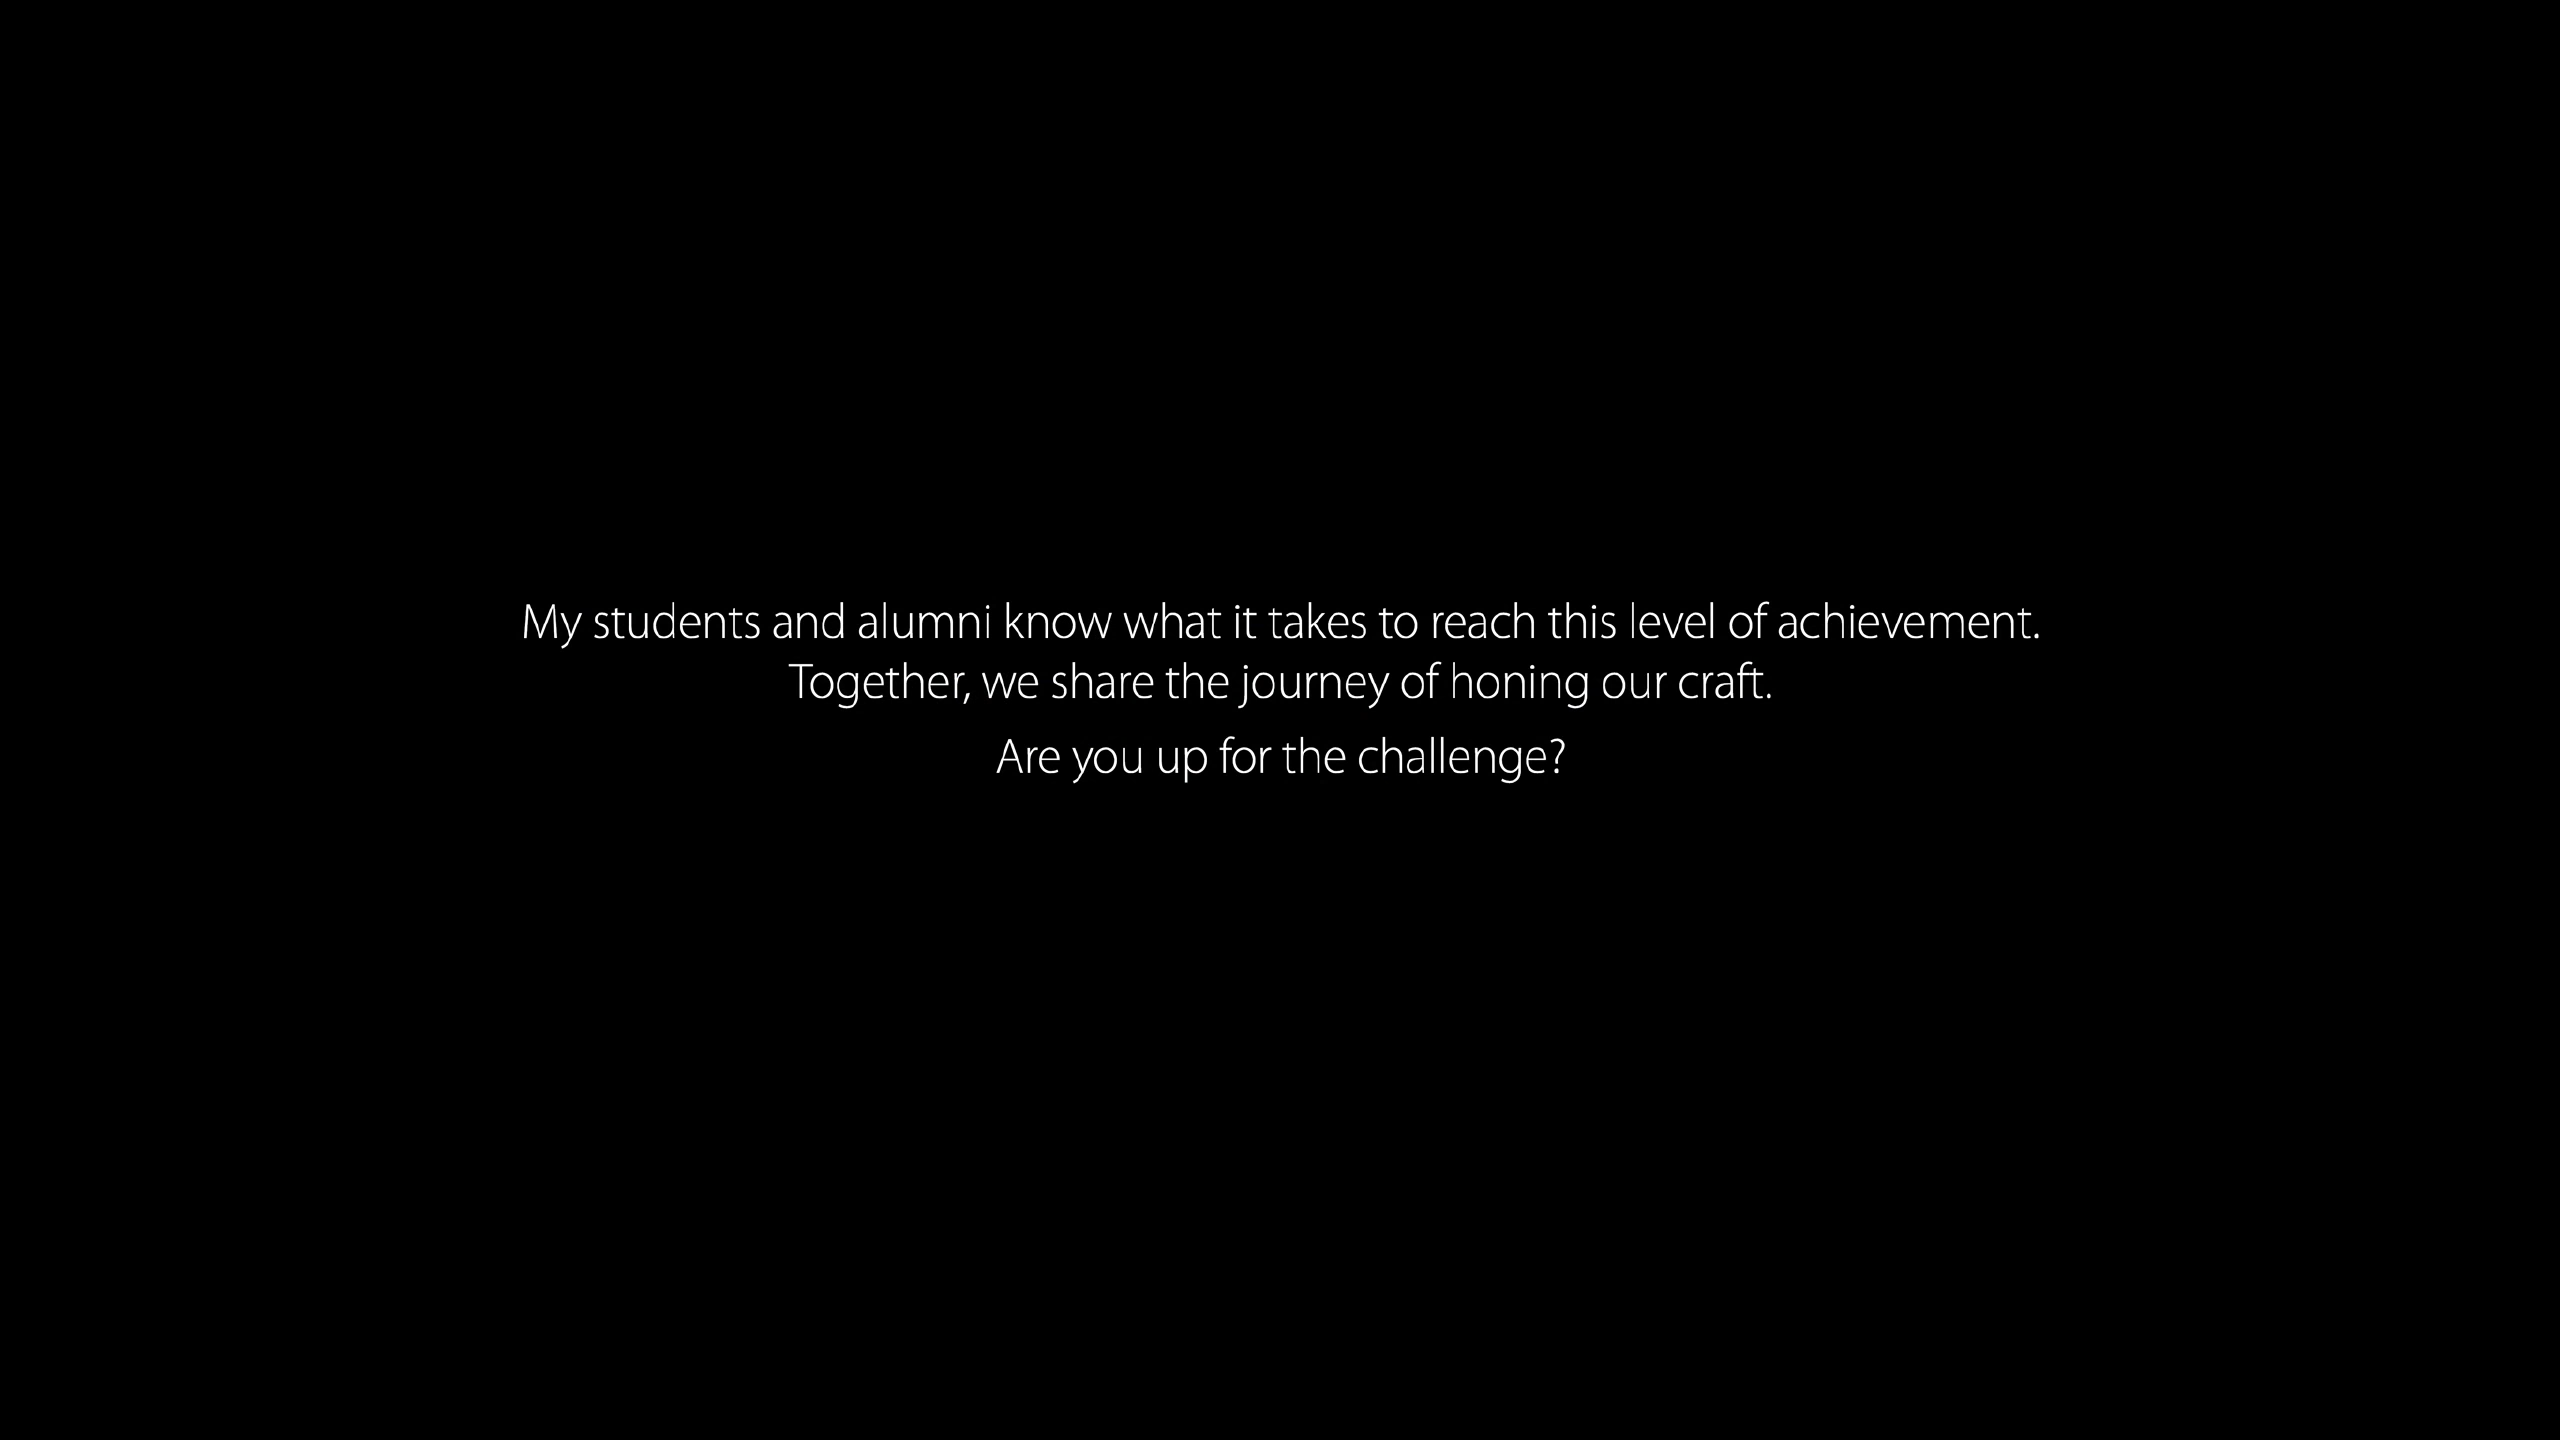 My students and alumni know what it takes to reach this level of achievement.
Together, we share the journey of honing our craft.
Are you up for the challenge?